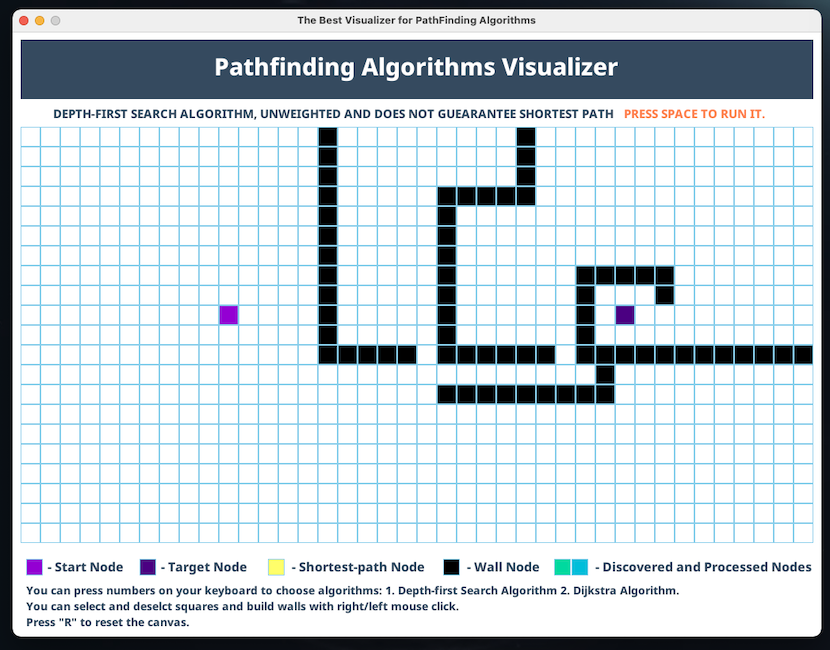 The Best Visualizer for PathFinding Algorithms
Pathfinding Algorithms Visualizer
DEPTH-FIRST SEARCH ALGORITHM, UNWEIGHTED AND DOES NOT GUEARANTEE SHORTEST PATH PRESS SPACE TO RUN IT.
- Start Node - Target Node - Shortest-path Node - Wall Node - Discovered and Processed Nodes
You can press numbers on your keyboard to choose algorithms: 1. Depth-first Search Algorithm 2. Dijkstra Algorithm.
You can select and deselct squares and build walls with right/left mouse click.
Press "R" to reset the canvas.